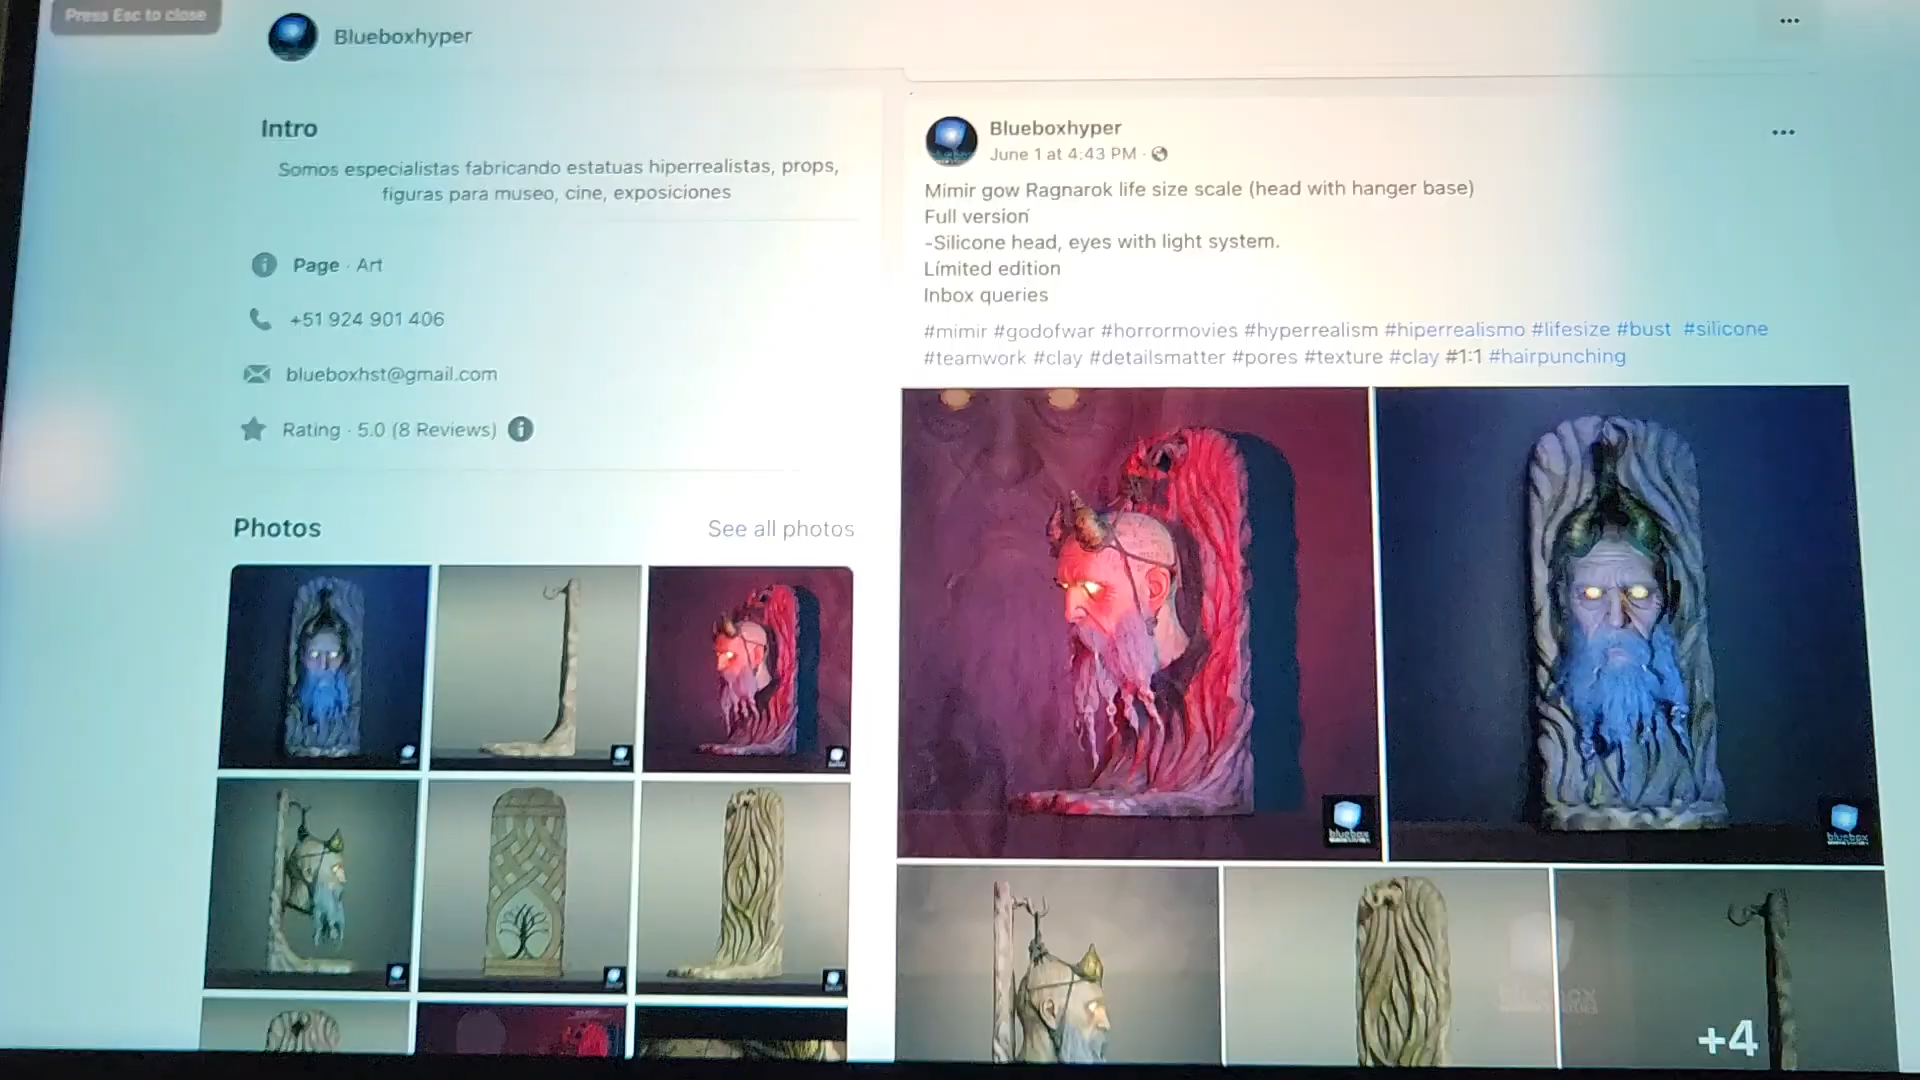 Press Esc to close
Blueboxhyper
Intro
Somos especialistas fabricando estatuas hiperrealistas, props,
figuras para museo, cine, exposiciones
Page · Art
+51 924 901 406
blueboxhst@gmail.com
Rating · 5.0 (8 Reviews)
Photos
See all photos
Blueboxhyper
June 1 at 4:43 PM ·
Mimir gow Ragnarok life size scale (head with hanger base)
Full version
-Silicone head, eyes with light system.
Límited edition
Inbox queries
#mimir #godofwar #horrormovies #hyperrealism #hiperrealismo #lifesize #bust #silicone
#teamwork #clay #detailsmatter #pores #texture #clay #1:1 #hairpunching
bluebox
bluebox
+4